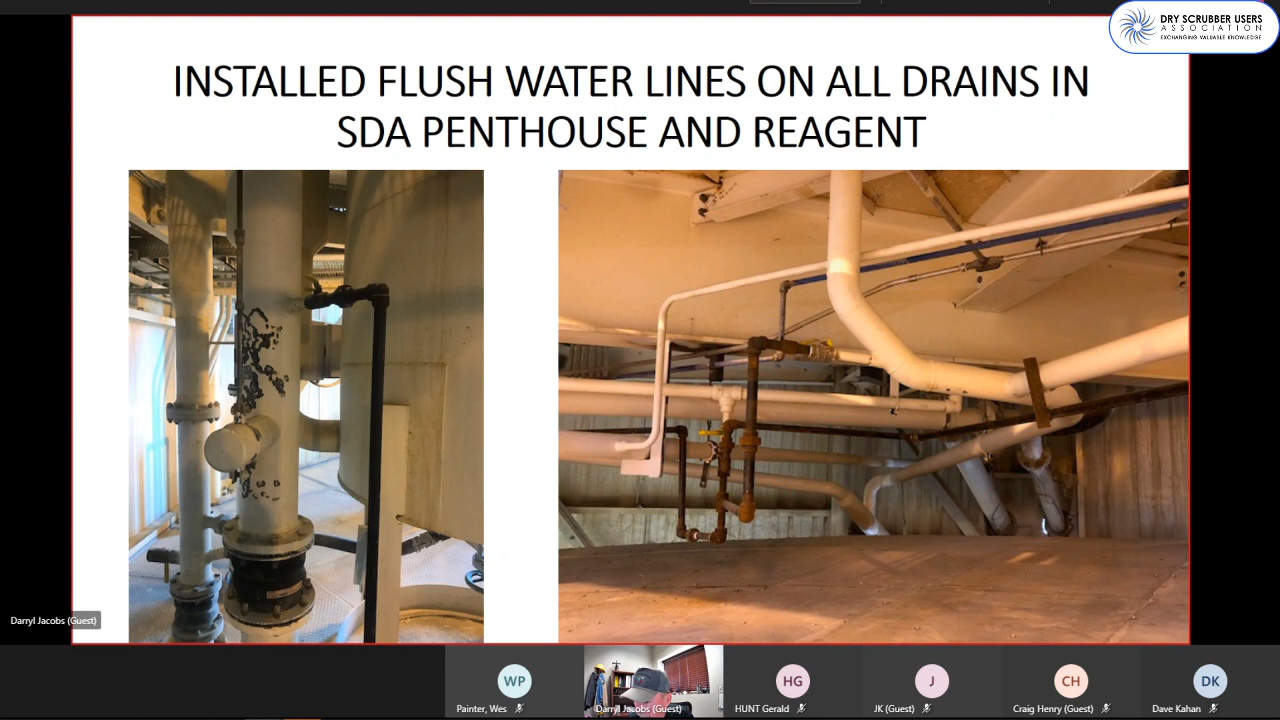 DRY SCRUBBER USERS
ASSOCIATION
EXCHANGING VALUABLE KNOWLEDGE
INSTALLED FLUSH WATER LINES ON ALL DRAINS IN
SDA PENTHOUSE AND REAGENT
Darryl Jacobs (Guest)
WP
HG
J
CH
DK
Painter, Wes
Darryl Jacobs (Guest)
HUNT Gerald
JK (Guest)
Craig Henry (Guest)
Dave Kahan